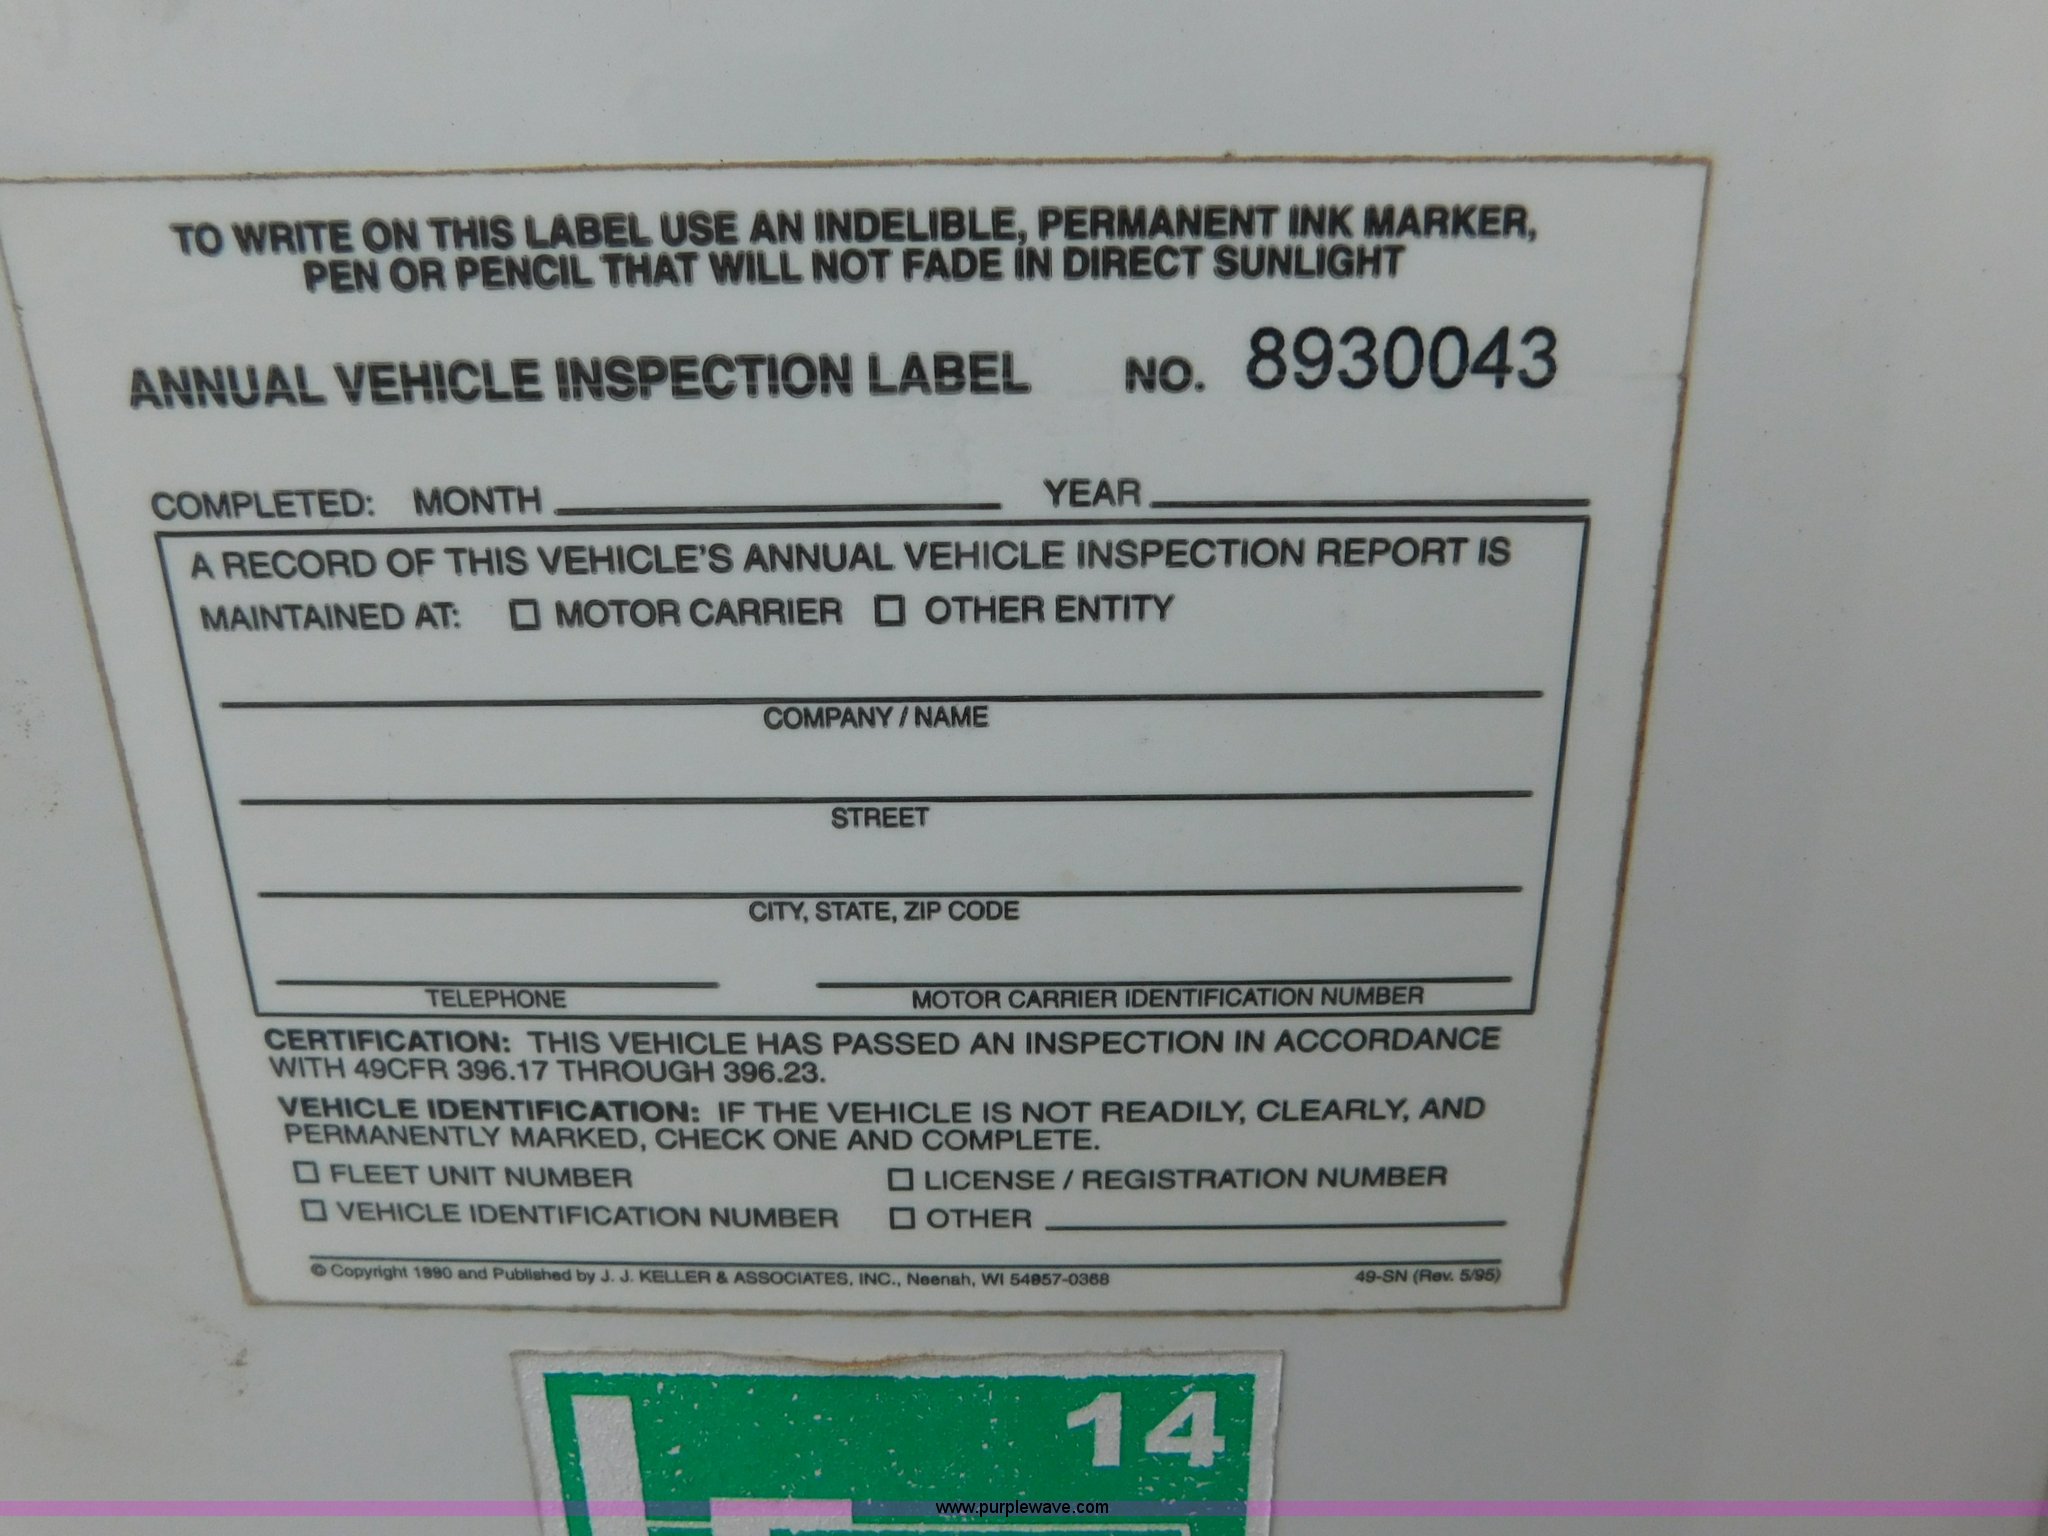 TO WRITE ON THIS LABEL USE AN INDELIBLE, PERMANENT INK MARKER,
PEN OR PENCIL THAT WILL NOT FADE IN DIRECT SUNLIGHT
ANNUAL VEHICLE INSPECTION LABEL NO. 8930043
COMPLETED: MONTH YEAR
A RECORD OF THIS VEHICLE'S ANNUAL VEHICLE INSPECTION REPORT IS
MAINTAINED AT: ☐ MOTOR CARRIER ☐ OTHER ENTITY
COMPANY / NAME
STREET
CITY, STATE, ZIP CODE
TELEPHONE MOTOR CARRIER IDENTIFICATION NUMBER
CERTIFICATION: THIS VEHICLE HAS PASSED AN INSPECTION IN ACCORDANCE
WITH 49CFR 396.17 THROUGH 396.23.
VEHICLE IDENTIFICATION: IF THE VEHICLE IS NOT READILY, CLEARLY, AND
PERMANENTLY MARKED, CHECK ONE AND COMPLETE.
☐ FLEET UNIT NUMBER ☐ LICENSE / REGISTRATION NUMBER
☐ VEHICLE IDENTIFICATION NUMBER ☐ OTHER
© Copyright 1990 and Published by J. J. KELLER & ASSOCIATES, INC., Neenah, WI 54957-0368 49-SN (Rev. 5/95)
14
www.purplewave.com